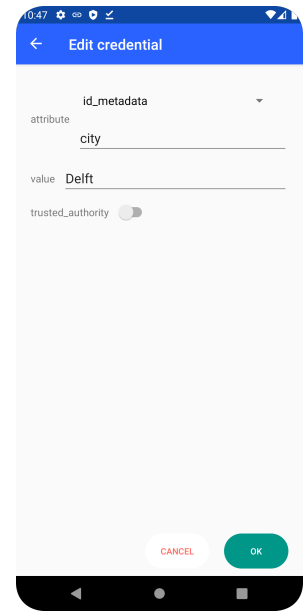 10:47
Edit credential
id_metadata
attribute
city
value Delft
trusted_authority
CANCEL OK